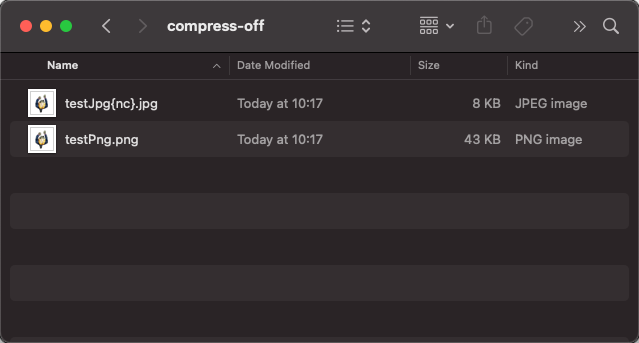 compress-off
Name Date Modified Size Kind
testJpg{nc}.jpg Today at 10:17 8 KB JPEG image
testPng.png Today at 10:17 43 KB PNG image